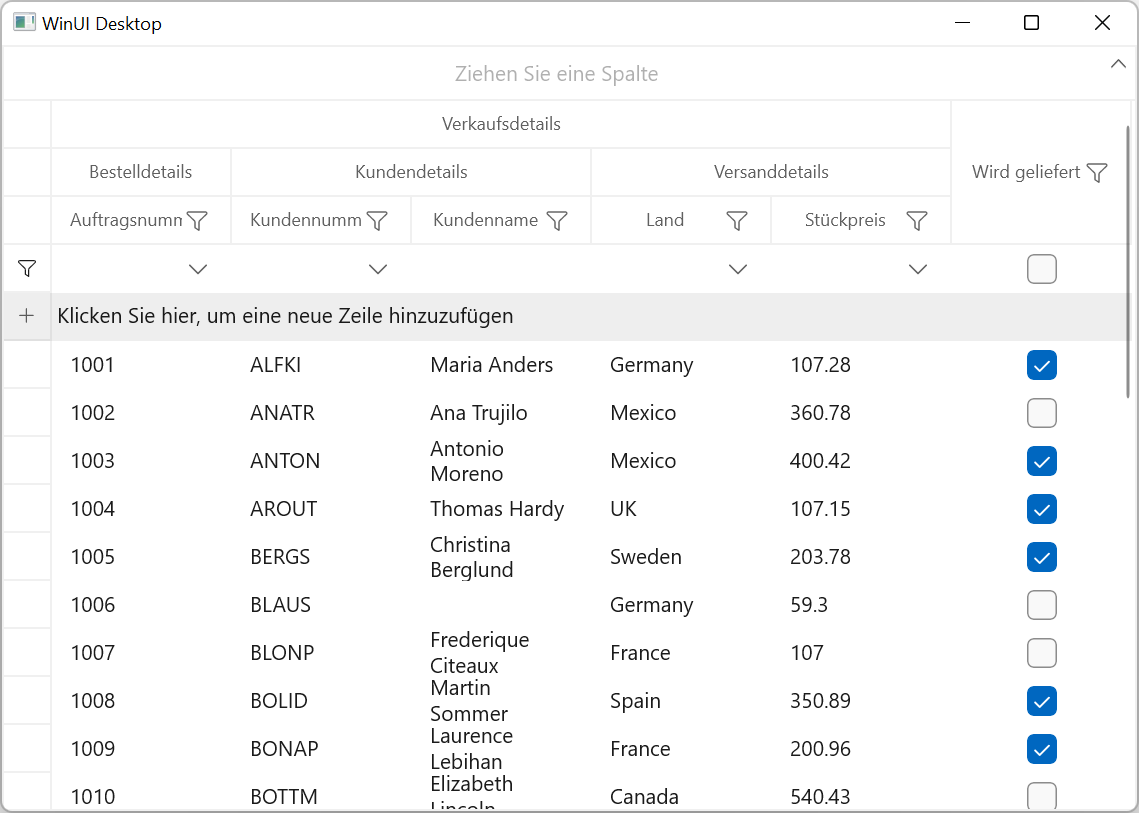 WinUI Desktop
Ziehen Sie eine Spalte
Verkaufsdetails
Bestelldetails Kundendetails Versanddetails Wird geliefert
Auftragsnumn Kundennumm Kundenname Land Stückpreis
Klicken Sie hier, um eine neue Zeile hinzuzufügen
1001 ALFKI Maria Anders Germany 107.28
1002 ANATR Ana Trujilo Mexico 360.78
1003 ANTON Antonio Moreno Mexico 400.42
1004 AROUT Thomas Hardy UK 107.15
1005 BERGS Christina Berglund Sweden 203.78
1006 BLAUS Germany 59.3
1007 BLONP Frederique Citeaux France 107
1008 BOLID Martin Sommer Spain 350.89
1009 BONAP Laurence Lebihan France 200.96
1010 BOTTM Elizabeth Lincoln Canada 540.43